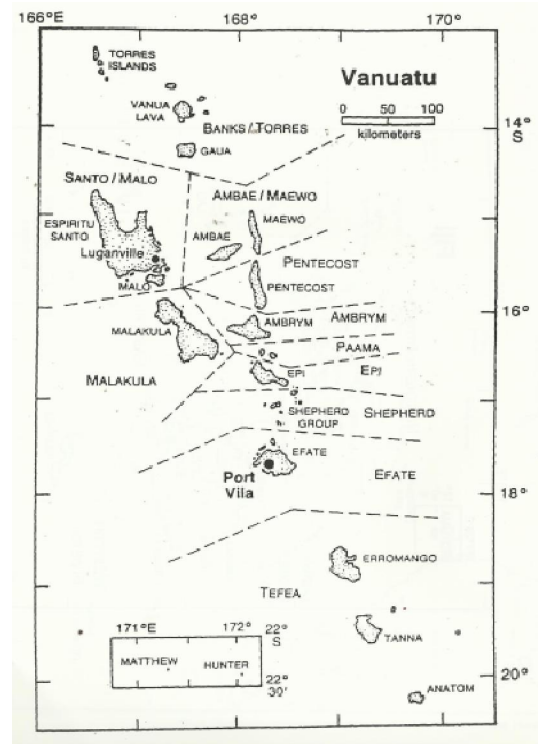 166°E
168°
170°
TORRES
ISLANDS
Vanuatu
0 50 100
kilometers
VANUA
LAVA
14°
S
BANKS/TORRES
GAUA
SANTO/MALO
AMBAE/MAEWO
MAEWO
ESPIRITU
SANTO
AMBAE
Luganville
PENTECOST
PENTECOST
MALO
16°
AMBRYM
AMBRYM
MALAKULA
PAAMA
EPI
EPI
MALAKULA
SHEPHERD
GROUP
SHEPHERD
EFATE
Port
Vila
EFATE
18°
ERROMANGO
TEFEA
171°E
172°
22°
S
TANNA
MATTHEW
HUNTER
22°
30'
20°
ANATOM